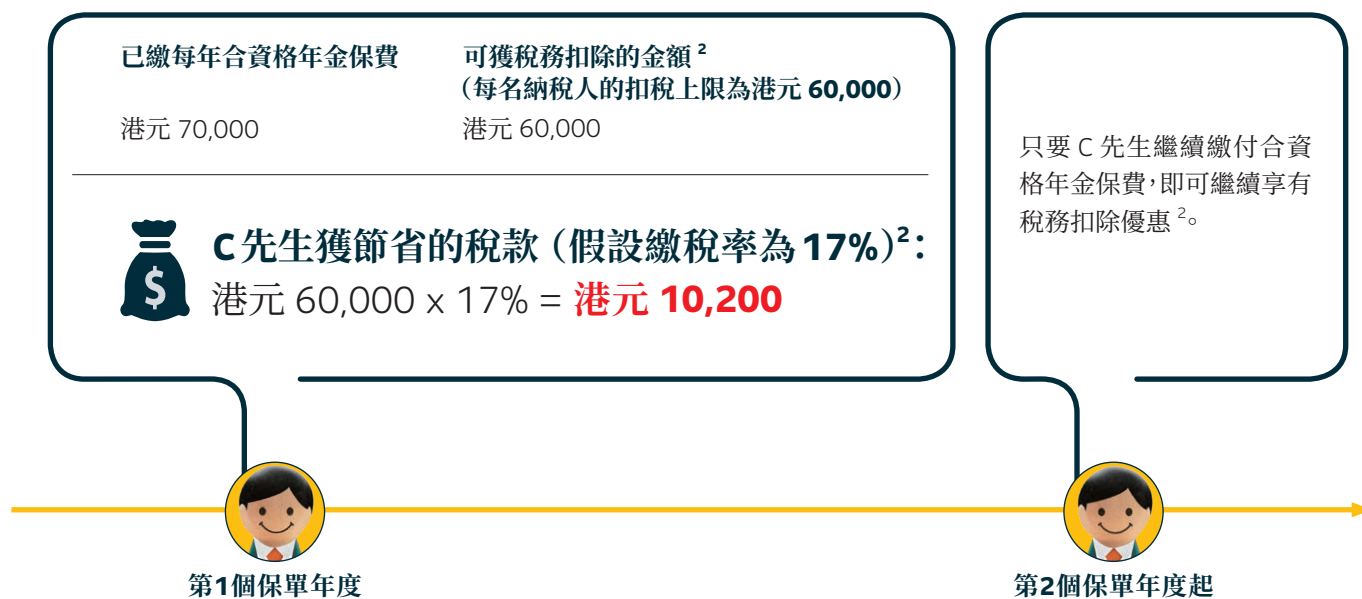 已繳每年合資格年金保費
可獲稅務扣除的金額 2
(每名納稅人的扣稅上限為港元 60,000)
港元 70,000
港元 60,000
$
C先生獲節省的稅款(假設繳稅率為17%)2:
港元 60,000 x 17% = 港元 10,200
只要 C 先生繼續繳付合資
格年金保費,即可繼續享有
稅務扣除優惠 2。
第1個保單年度
第2個保單年度起